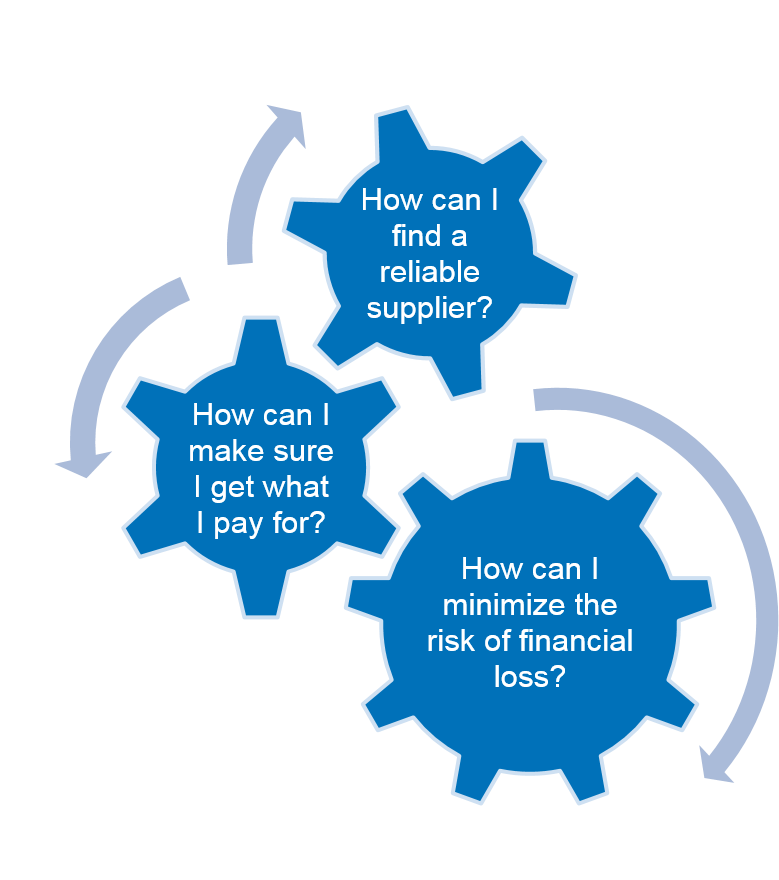 How can I
find a
reliable
supplier?
How can I
make sure
I get what
I pay for?
How can I
minimize the
risk of financial
loss?